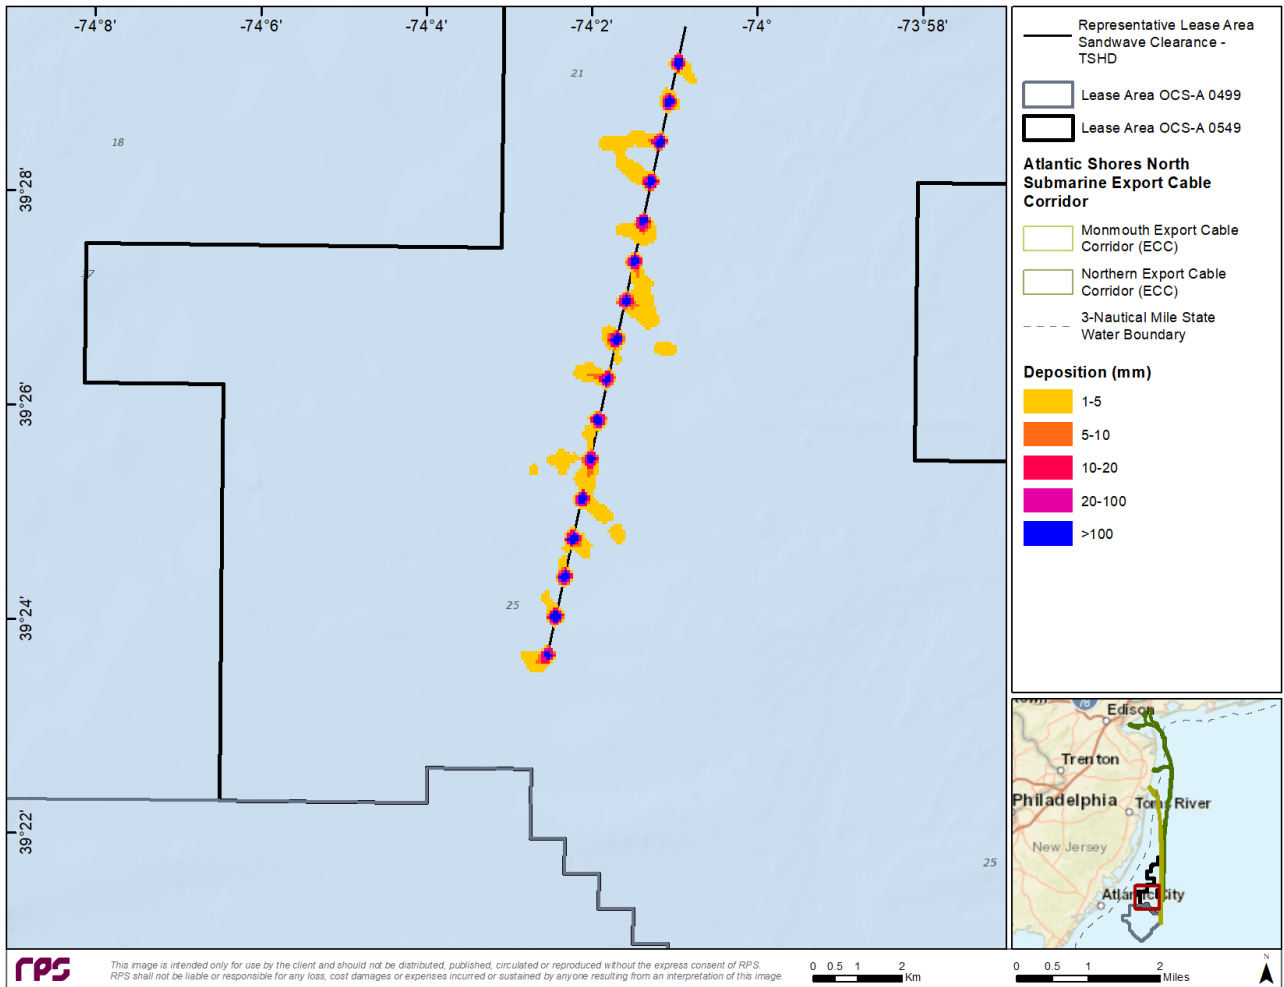 -74°8'
-74°6'
-74°4'
-74°2'
-74°
-73°58'
39°28'
39°26'
39°24'
39°22'
21
18
17
25
25
Representative Lease Area
Sandwave Clearance -
TSHD
Lease Area OCS-A 0499
Lease Area OCS-A 0549
Atlantic Shores North
Submarine Export Cable
Corridor
Monmouth Export Cable
Corridor (ECC)
Northern Export Cable
Corridor (ECC)
3-Nautical Mile State
Water Boundary
Deposition (mm)
1-5
5-10
10-20
20-100
>100
78
Edison
Trenton
Philadelphia
Toms River
New Jersey
Atlantic City
rps
This image is intended only for use by the client and should not be distributed, published, circulated or reproduced without the express consent of RPS.
RPS shall not be liable or responsible for any loss, cost damages or expenses incurred or sustained by anyone resulting from an interpretation of this image.
0 0.5 1 2
Km
0 0.5 1 2
Miles
N